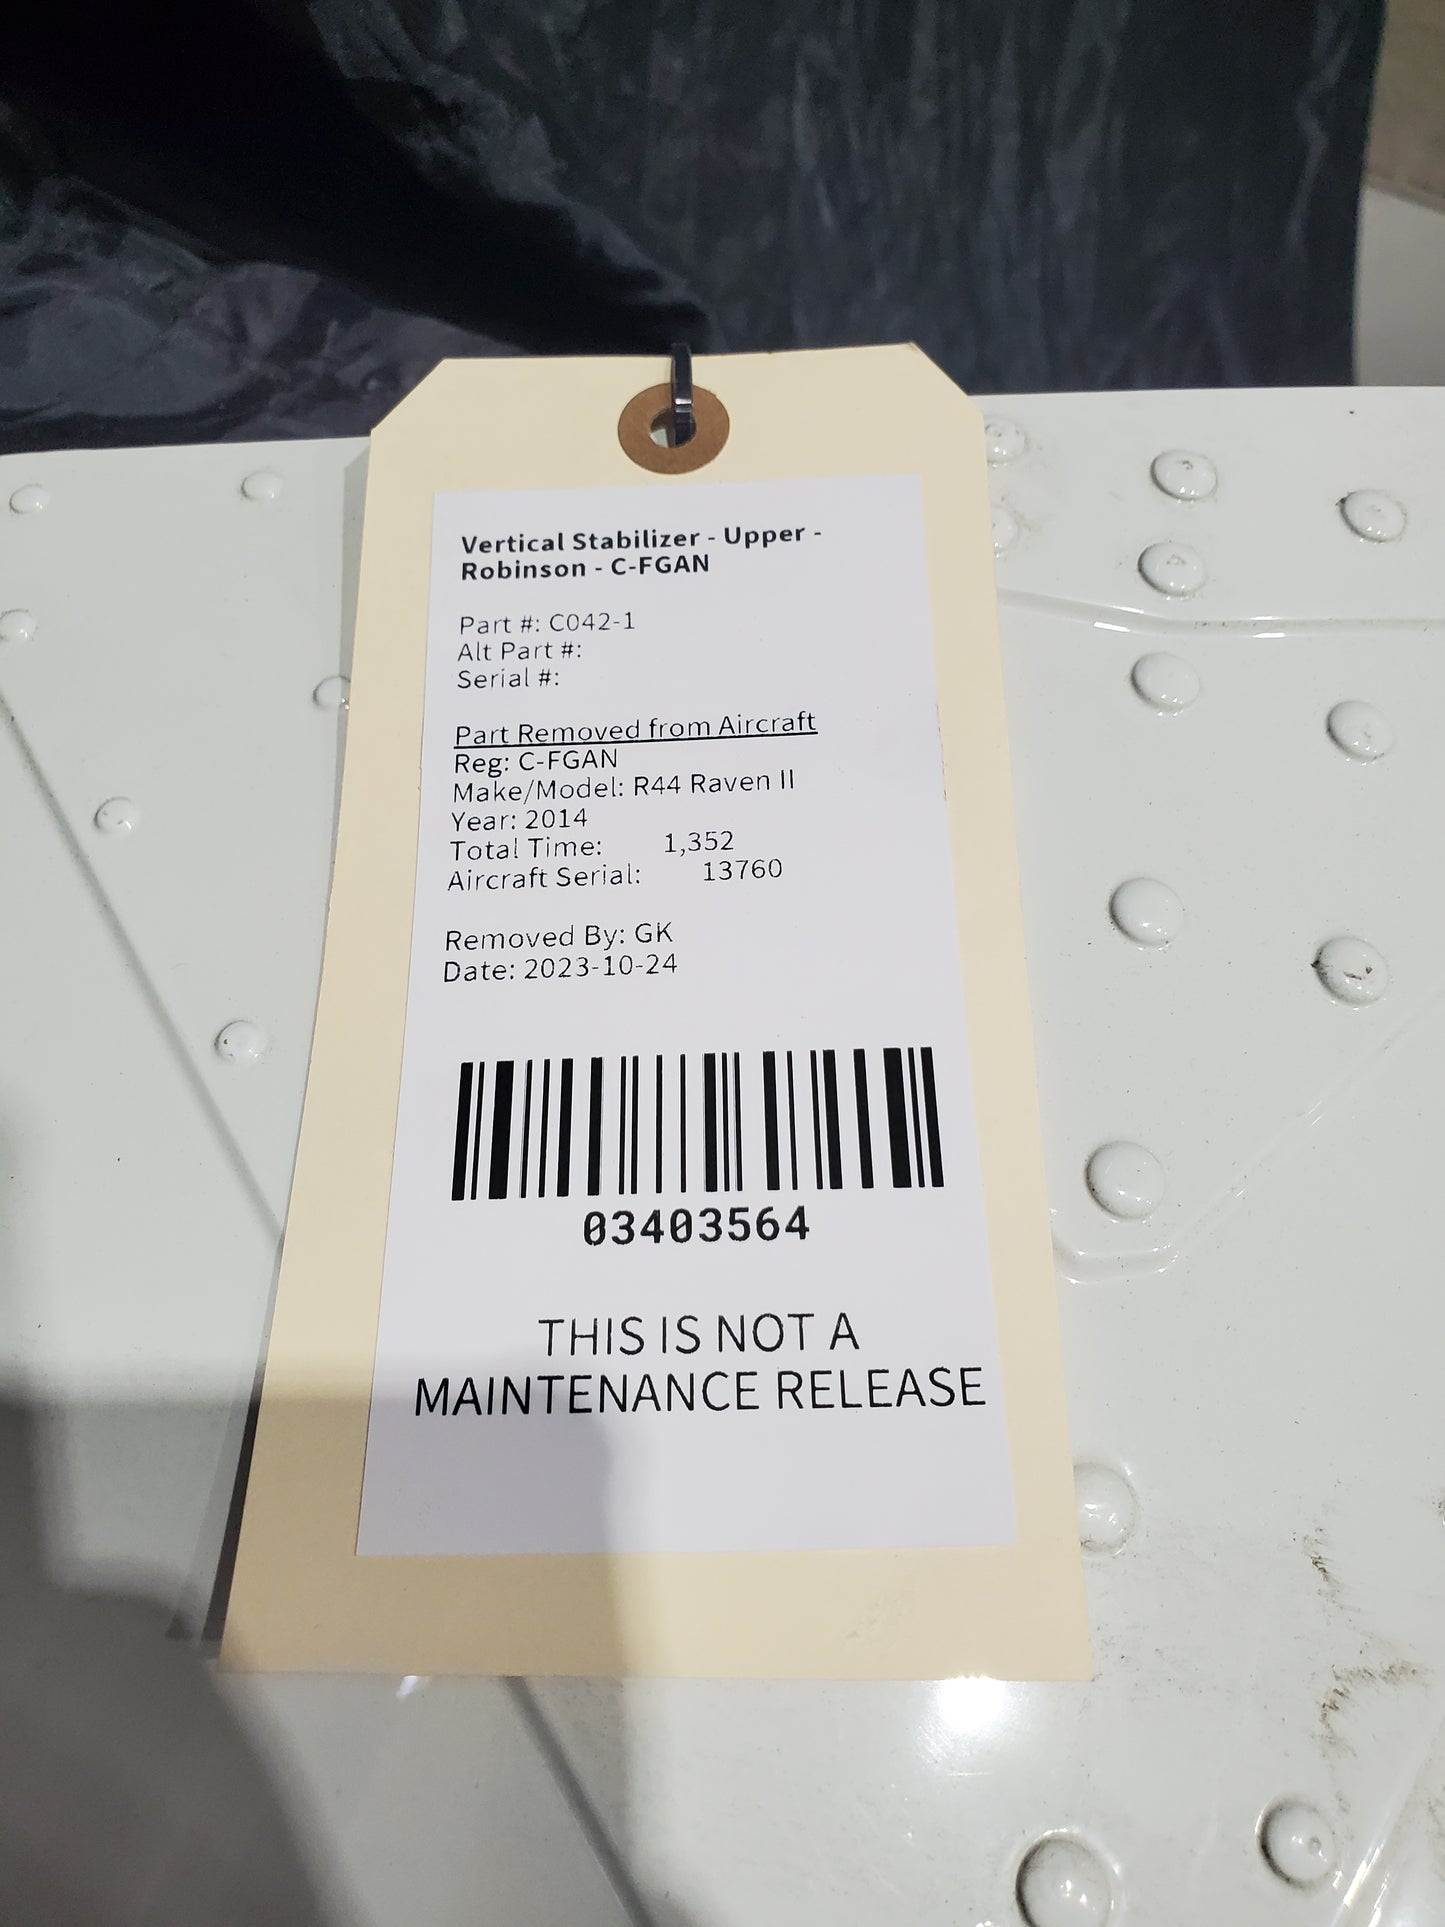 Vertical Stabilizer - Upper -
Robinson - C-FGAN
Part #: C042-1
Alt Part #:
Serial #:
Part Removed from Aircraft
Reg: C-FGAN
Make/Model: R44 Raven II
Year: 2014
Total Time: 1,352
Aircraft Serial: 13760
Removed By: GK
Date: 2023-10-24
03403564
THIS IS NOT A
MAINTENANCE RELEASE